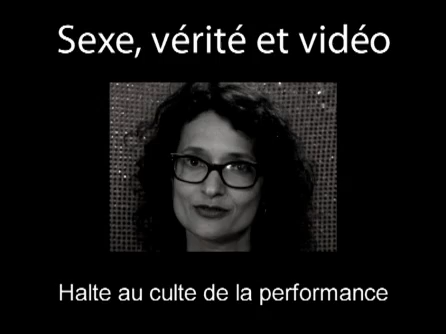 Sexe, vérité et vidéo
Halte au culte de la performance